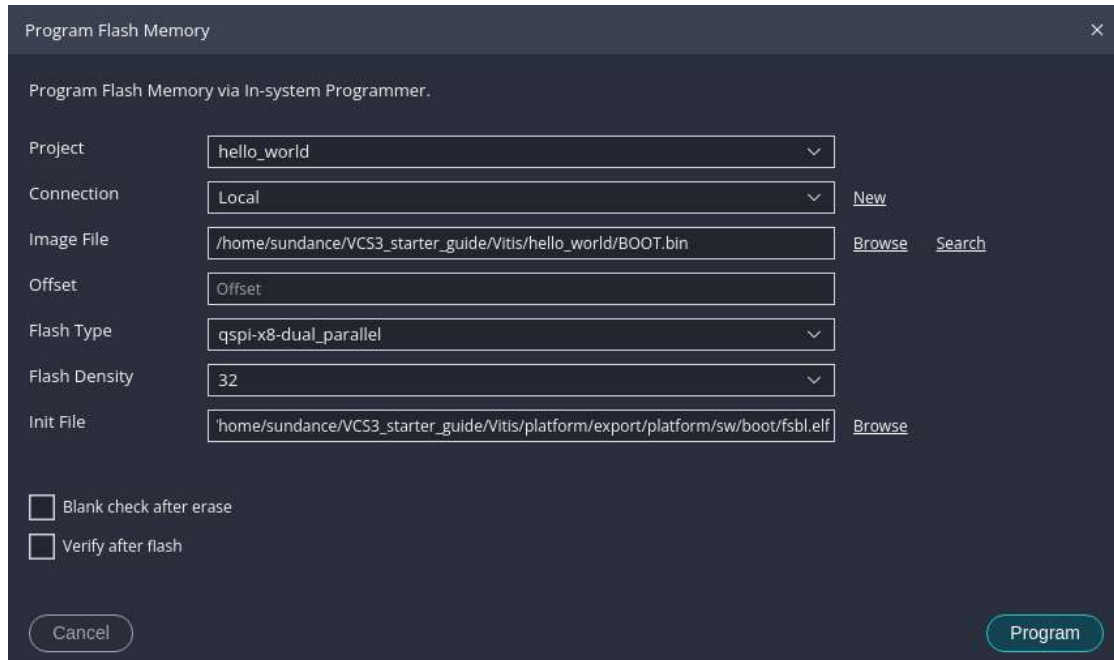 Program Flash Memory
Program Flash Memory via In-system Programmer.
Project hello_world
Connection Local New
Image File /home/sundance/VCS3_starter_guide/Vitis/hello_world/BOOT.bin Browse Search
Offset Offset
Flash Type qspi-x8-dual_parallel
Flash Density 32
Init File /home/sundance/VCS3_starter_guide/Vitis/platform/export/platform/sw/boot/fsbl.elf Browse
Blank check after erase
Verify after flash
Cancel Program